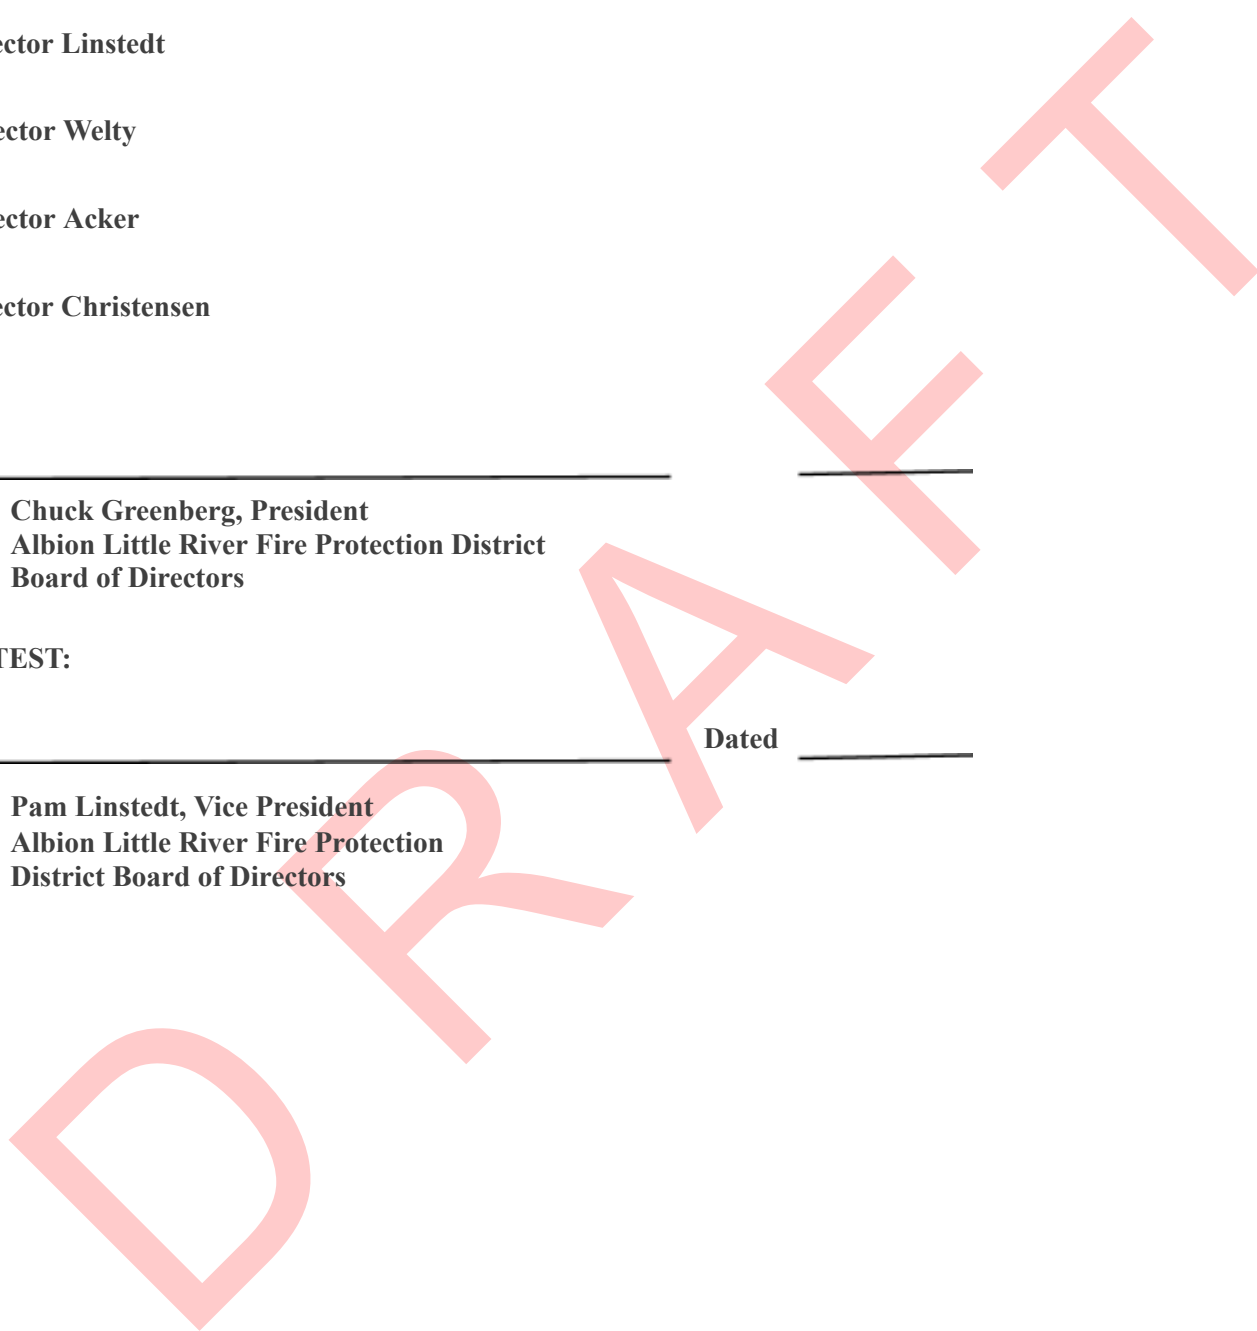 ector Linstedt
ector Welty
ector Acker
ector Christensen
Chuck Greenberg, President
Albion Little River Fire Protection District
Board of Directors
TEST:
Dated
Pam Linstedt, Vice President
Albion Little River Fire Protection
District Board of Directors
DRAFT